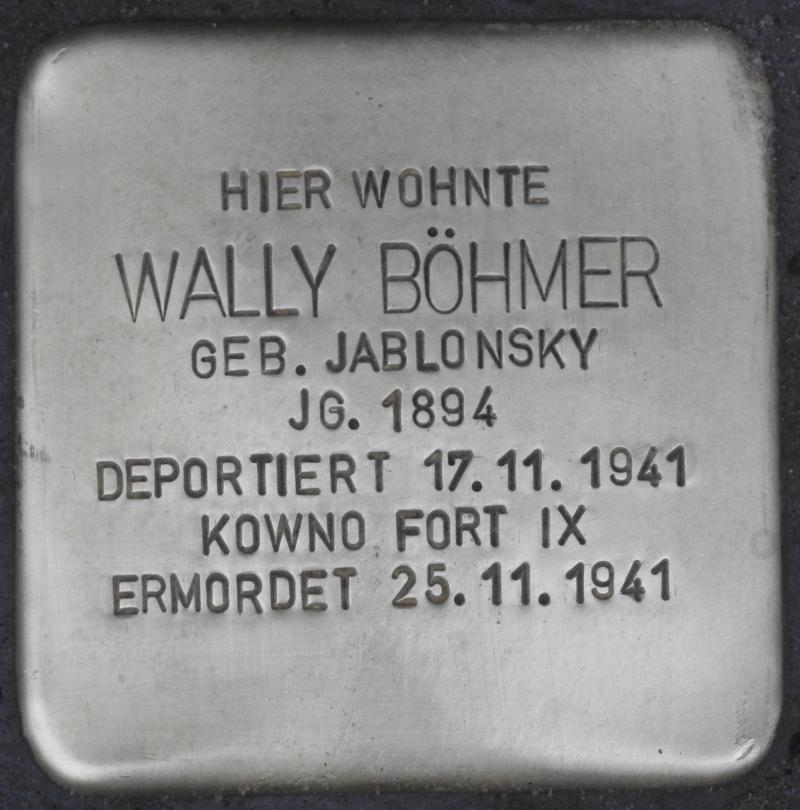 HIER WOHNTE
WALLY BÖHMER
GEB. JABLONSKY
JG. 1894
DEPORTIERT 17.11.1941
KOWNO FORT IX
ERMORDET 25.11.1941